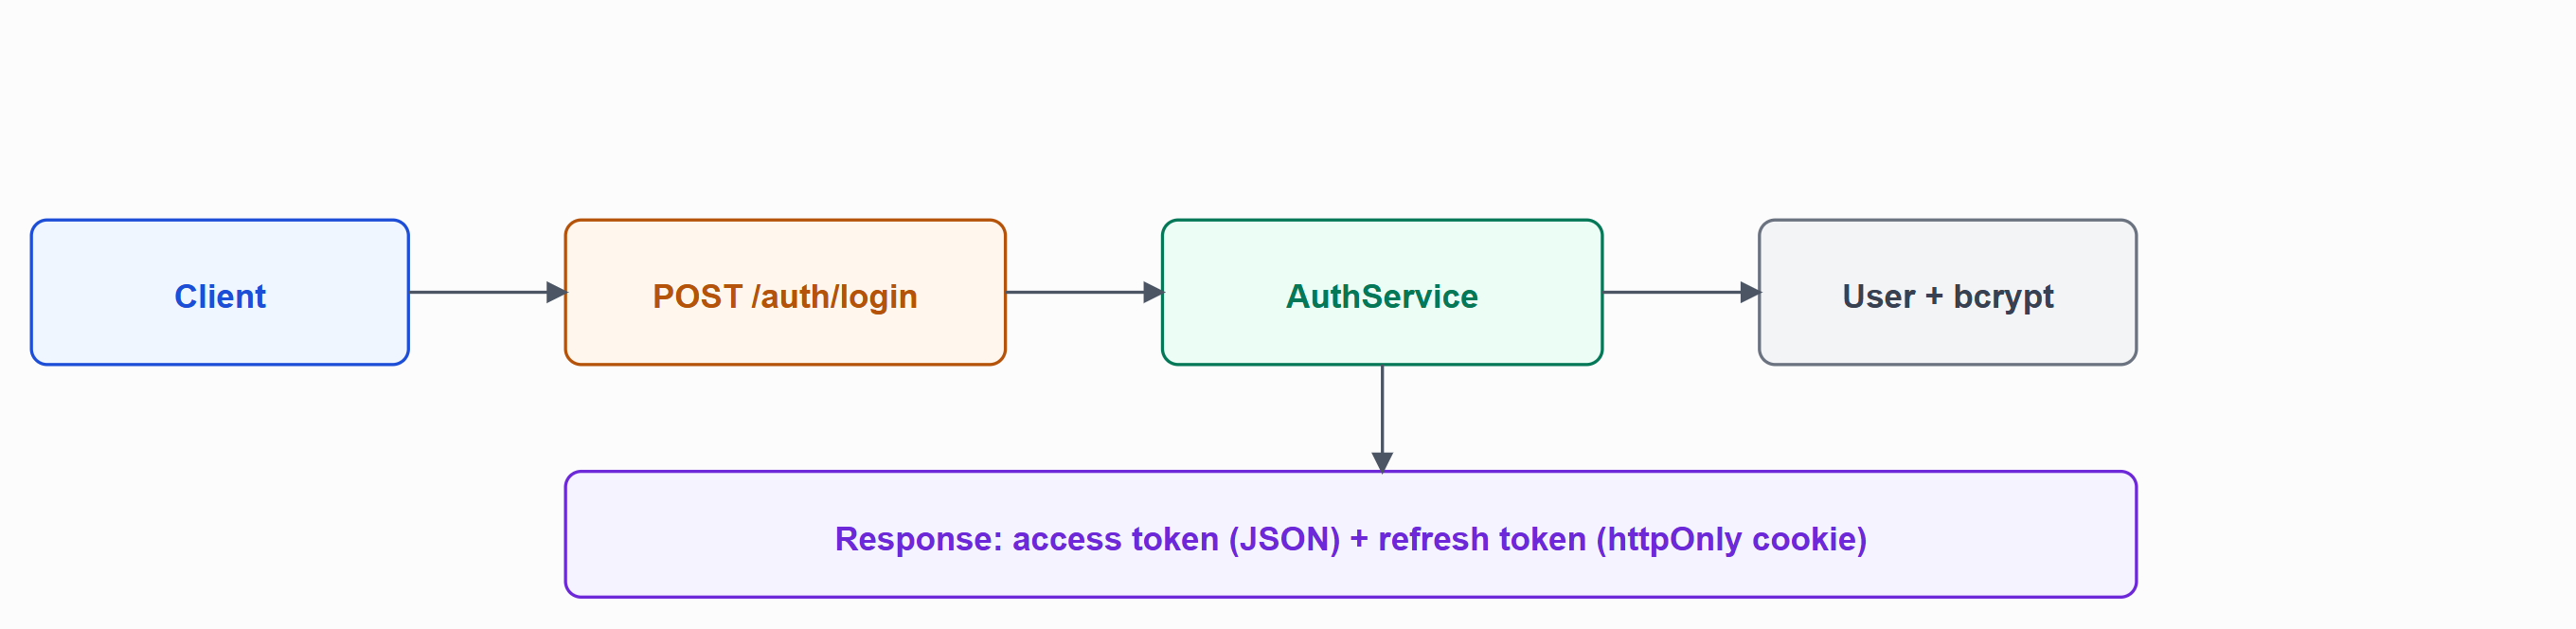 Client
POST /auth/login
AuthService
User + bcrypt
Response: access token (JSON) + refresh token (httpOnly cookie)